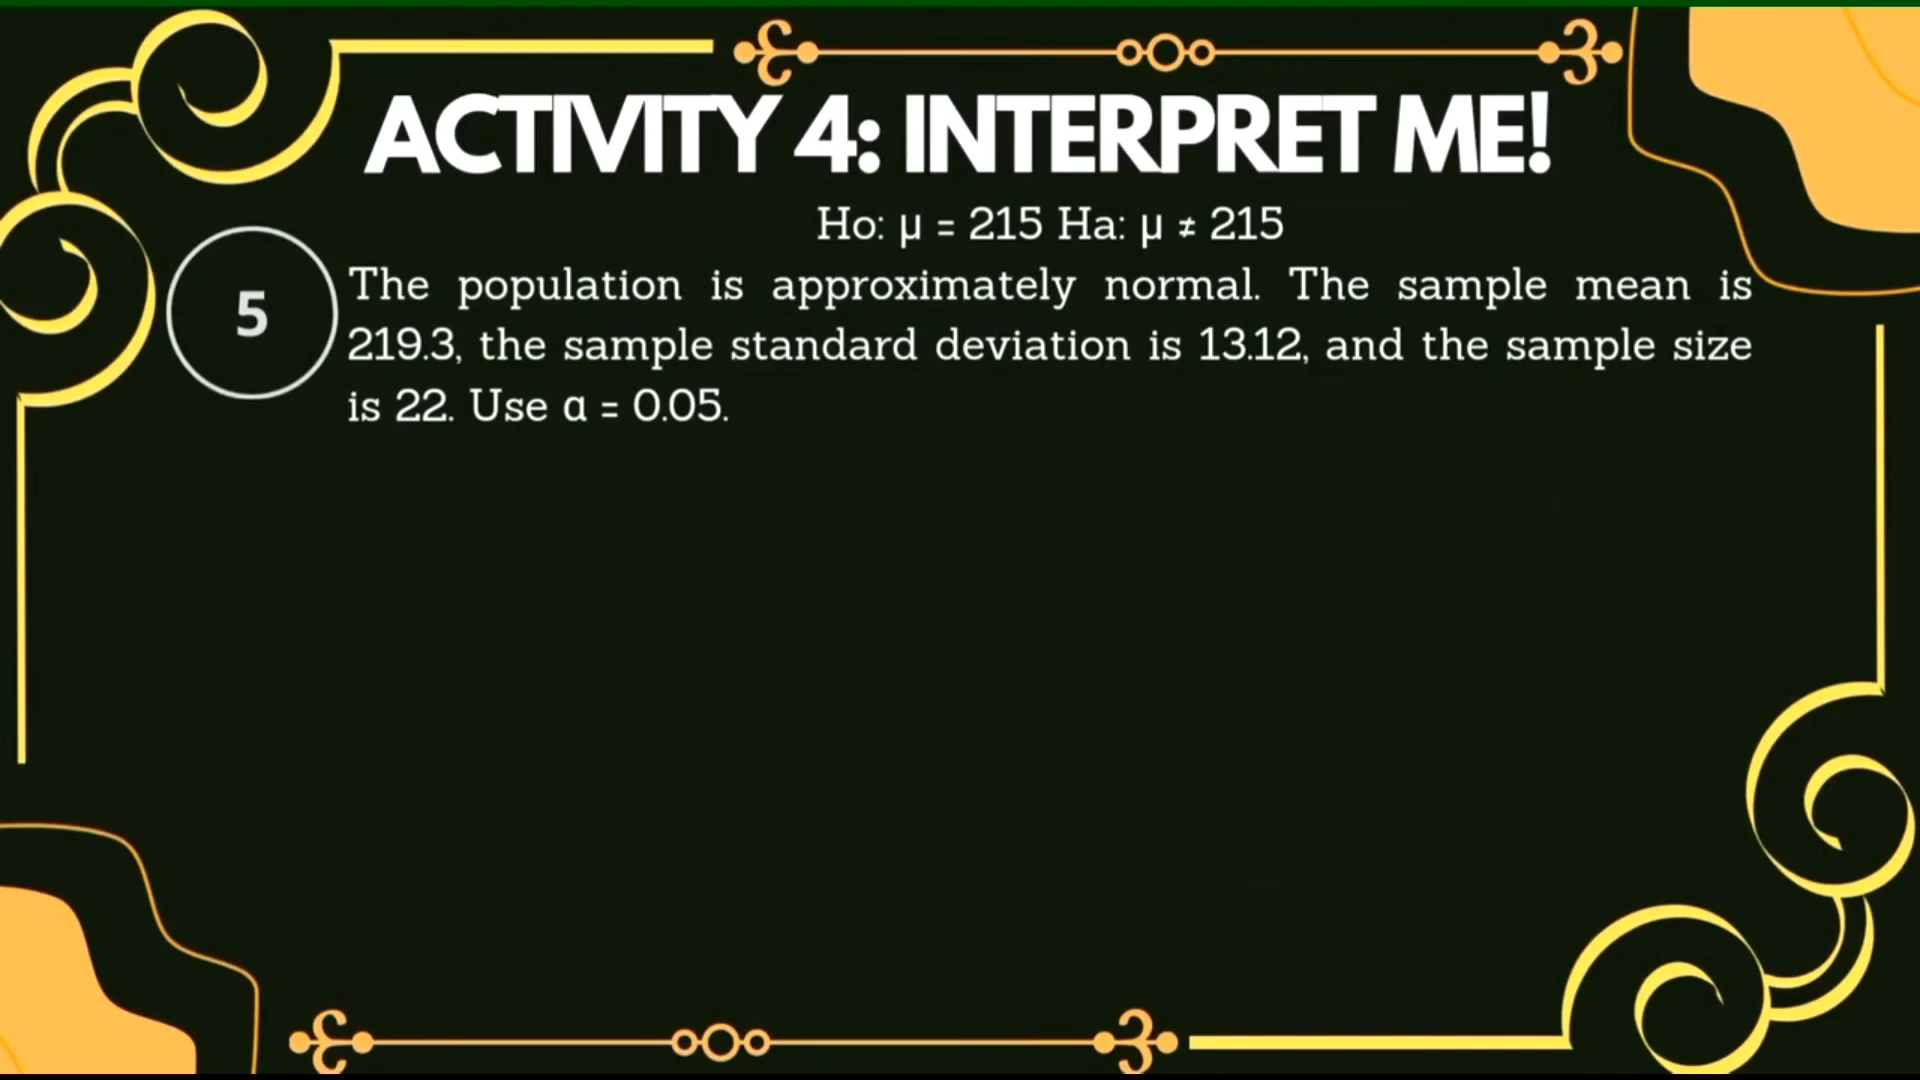 ACTIVITY 4: INTERPRET ME!
Ho: μ = 215 Ha: μ ≠ 215
5
The population is approximately normal. The sample mean is
219.3, the sample standard deviation is 13.12, and the sample size
is 22. Use α = 0.05.